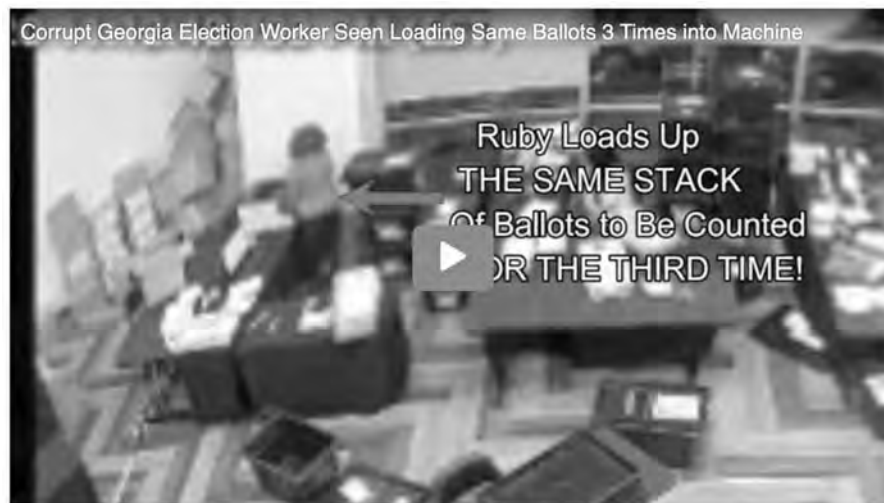 Corrupt Georgia Election Worker Seen Loading Same Ballots 3 Times into Machine
Ruby Loads Up
THE SAME STACK
Of Ballots to Be Counted
OR THE THIRD TIME!